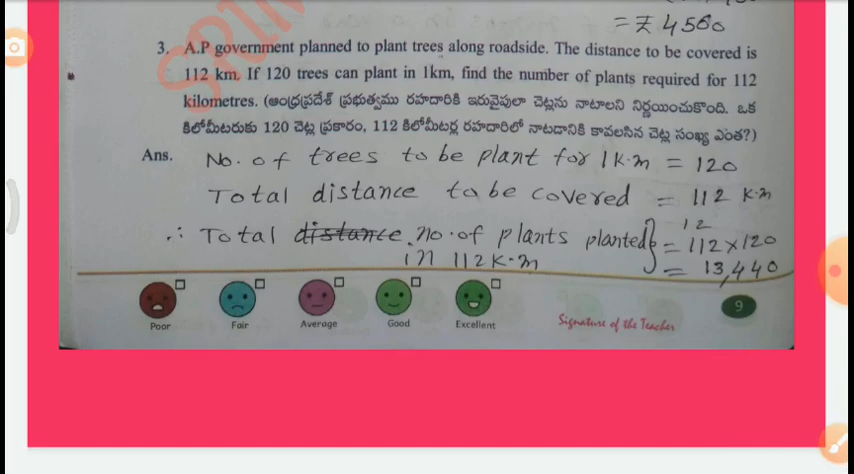 = ₹ 4560
3. A.P government planned to plant trees along roadside. The distance to be covered is
112 km. If 120 trees can plant in 1km, find the number of plants required for 112
kilometres. (ఆంధ్రప్రదేశ్ ప్రభుత్వము రహదారికి ఇరువైపులా చెట్లను నాటాలని నిర్ణయించుకొంది. ఒక
కిలోమీటరుకు 120 చెట్ల ప్రకారం, 112 కిలోమీటర్ల రహదారిలో నాటడానికి కావలసిన చెట్ల సంఖ్య ఎంత?)
Ans. No. of trees to be plant for 1 k.m = 120
Total distance to be covered = 112 k.m
12
∴ Total distance no. of plants planted = 112 × 120
in 112 k.m = 13,440
Poor Fair Average Good Excellent Signature of the Teacher 9